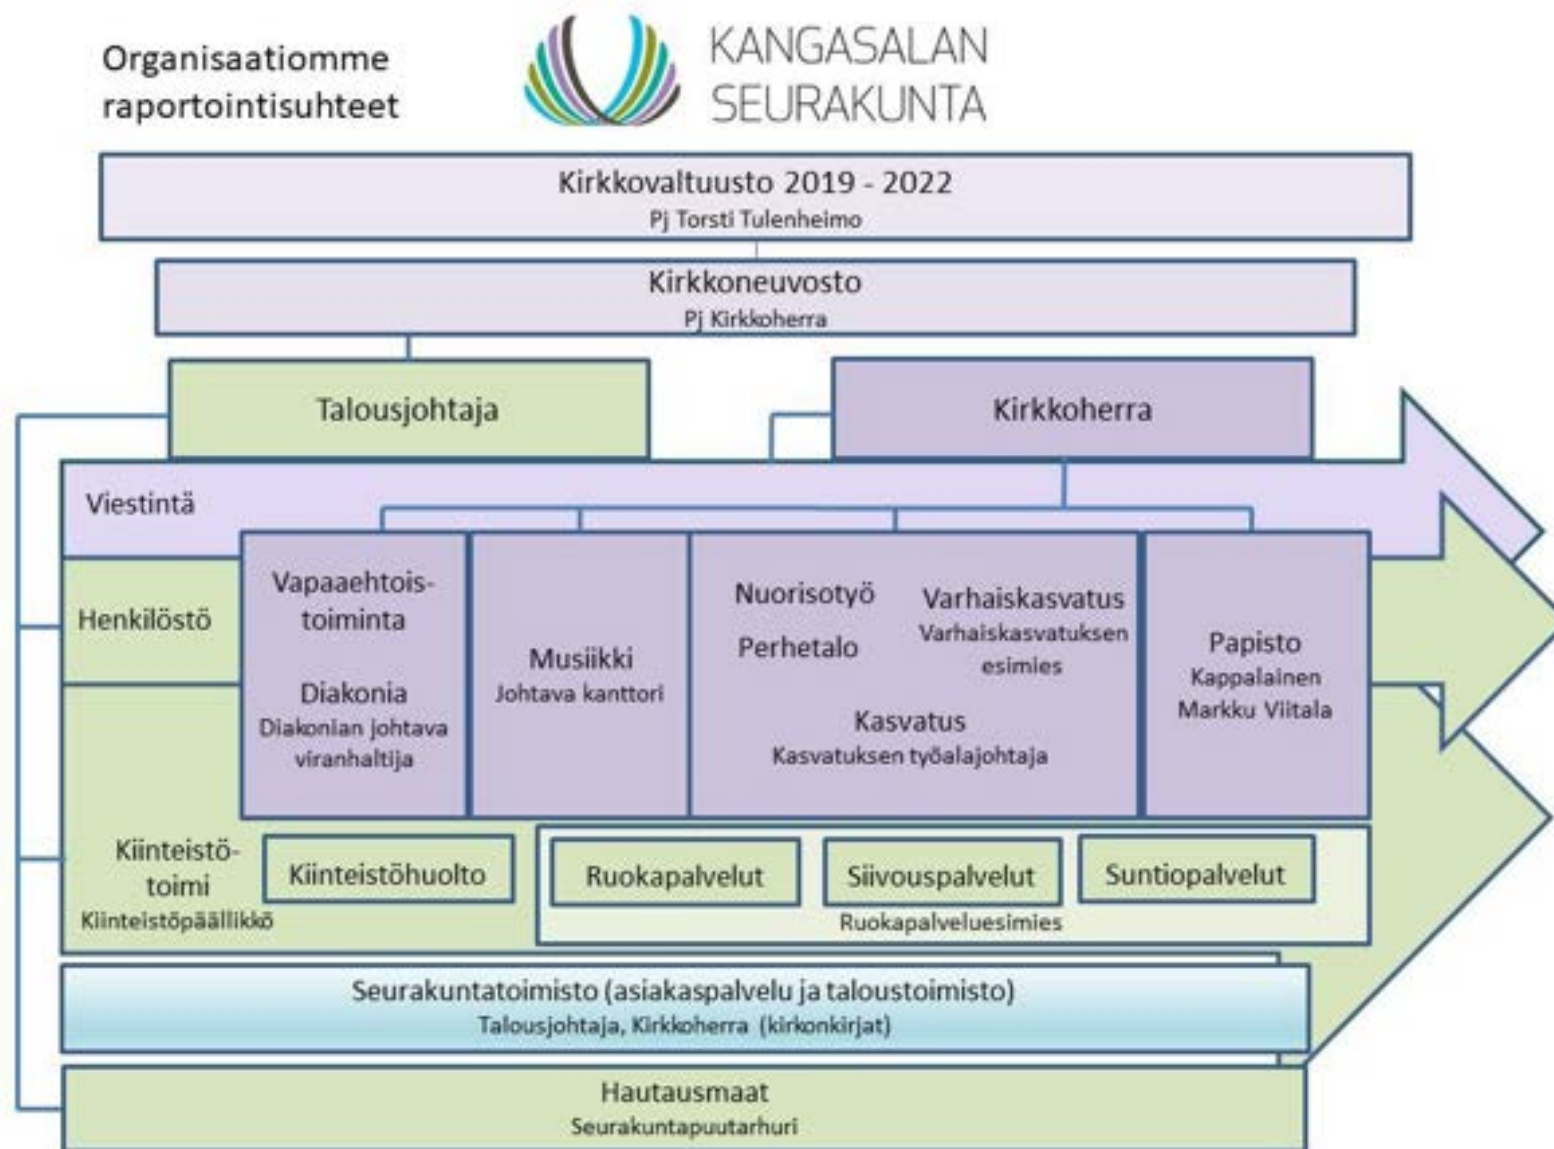 Organisaatiomme
raportointisuhteet
KANGASALAN
SEURAKUNTA
Kirkkovaltuusto 2019 - 2022
Pj Torsti Tulenheimo
Kirkkoneuvosto
Pj Kirkkoherra
Talousjohtaja
Kirkkoherra
Viestintä
Henkilöstö
Vapaaehtois-
toiminta
Diakonia
Diakonian johtava
viranhaltija
Musiikki
Johtava kanttori
Nuorisotyö
Perhetalo
Varhaiskasvatus
Varhaiskasvatuksen
esimies
Kasvatus
Kasvatuksen työalajohtaja
Papisto
Kappalainen
Markku Viitala
Kiinteistö-
toimi
Kiinteistöpäällikkö
Kiinteistöhuolto
Ruokapalvelut
Siivouspalvelut
Suntiopalvelut
Ruokapalveluesimies
Seurakuntatoimisto (asiakaspalvelu ja taloustoimisto)
Talousjohtaja, Kirkkoherra (kirkonkirjat)
Hautausmaat
Seurakuntapuutarhuri